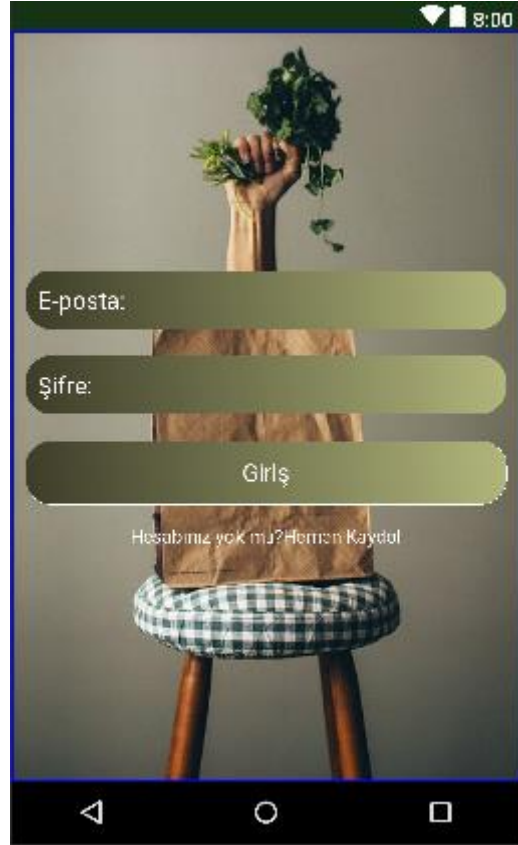 8:00
E-posta:
Şifre:
Giriş
Hesabınız yok mu?Hemen Kaydol